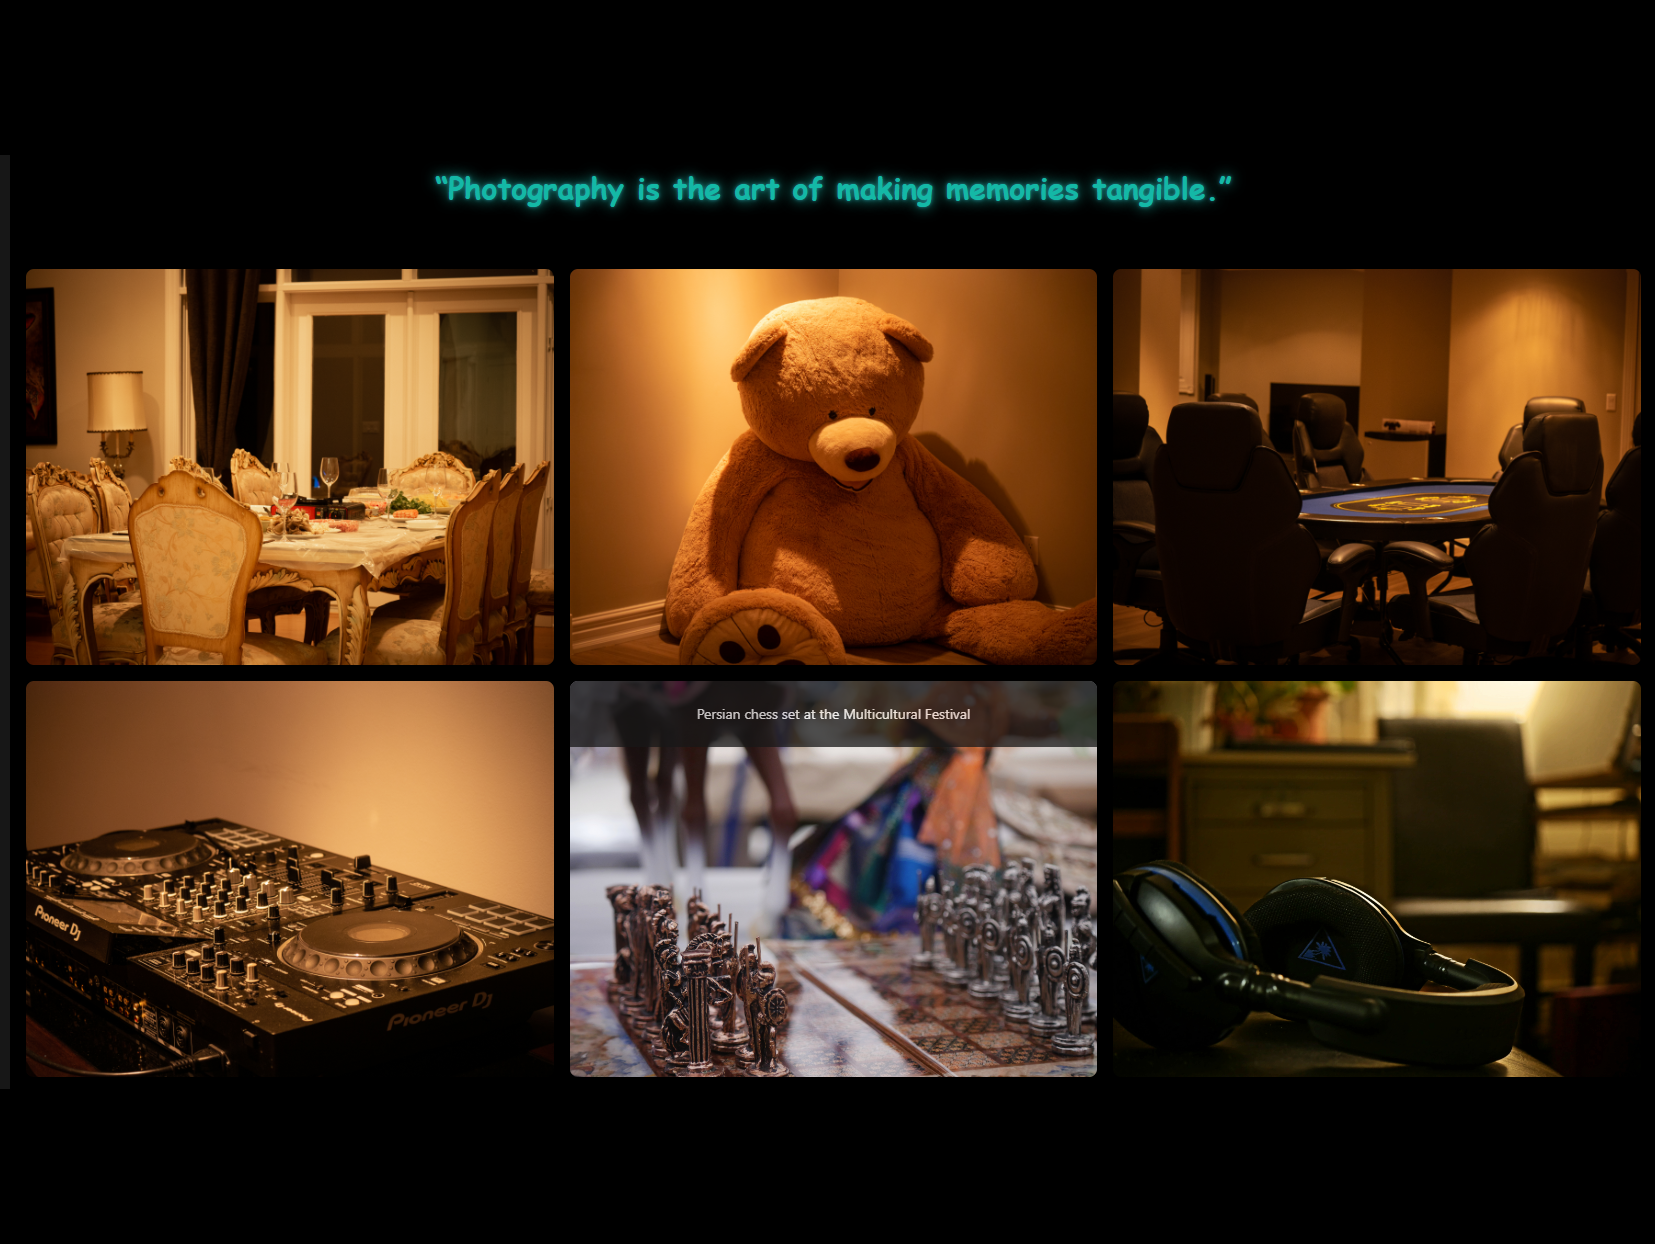 “Photography is the art of making memories tangible.”
Persian chess set at the Multicultural Festival
Pioneer DJ
Pioneer DJ